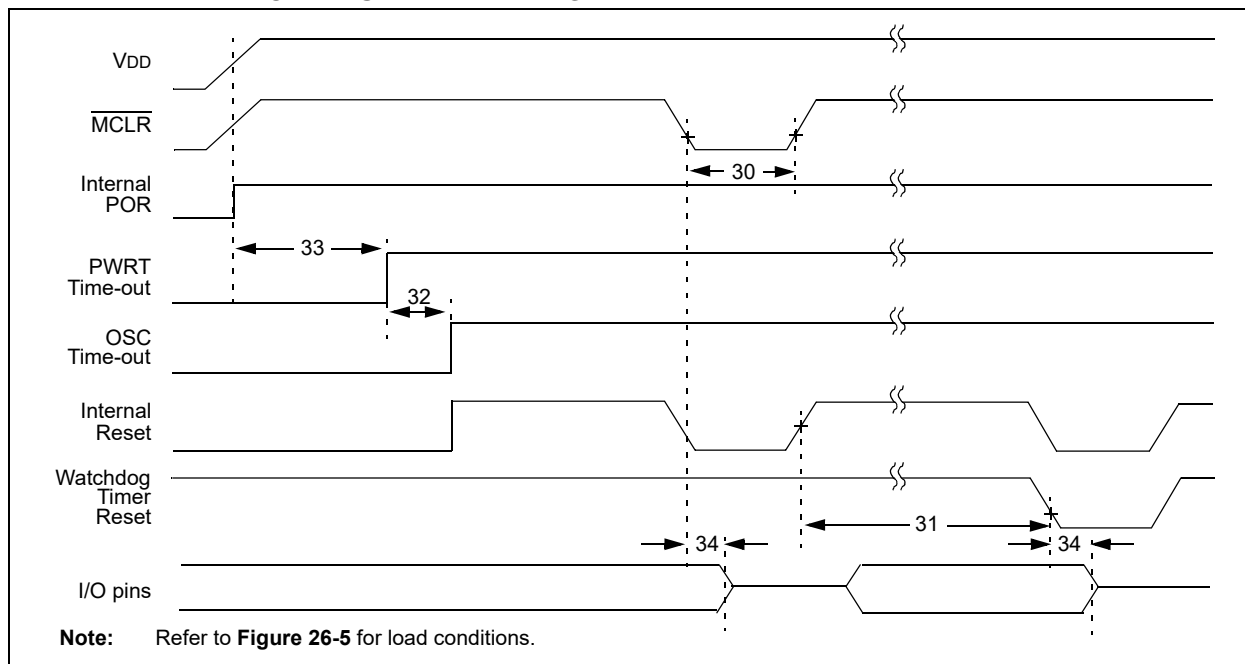 VDD
MCLR
30
Internal
POR
33
PWRT
Time-out
32
OSC
Time-out
Internal
Reset
Watchdog
Timer
Reset
31
34
34
I/O pins
Note: Refer to Figure 26-5 for load conditions.